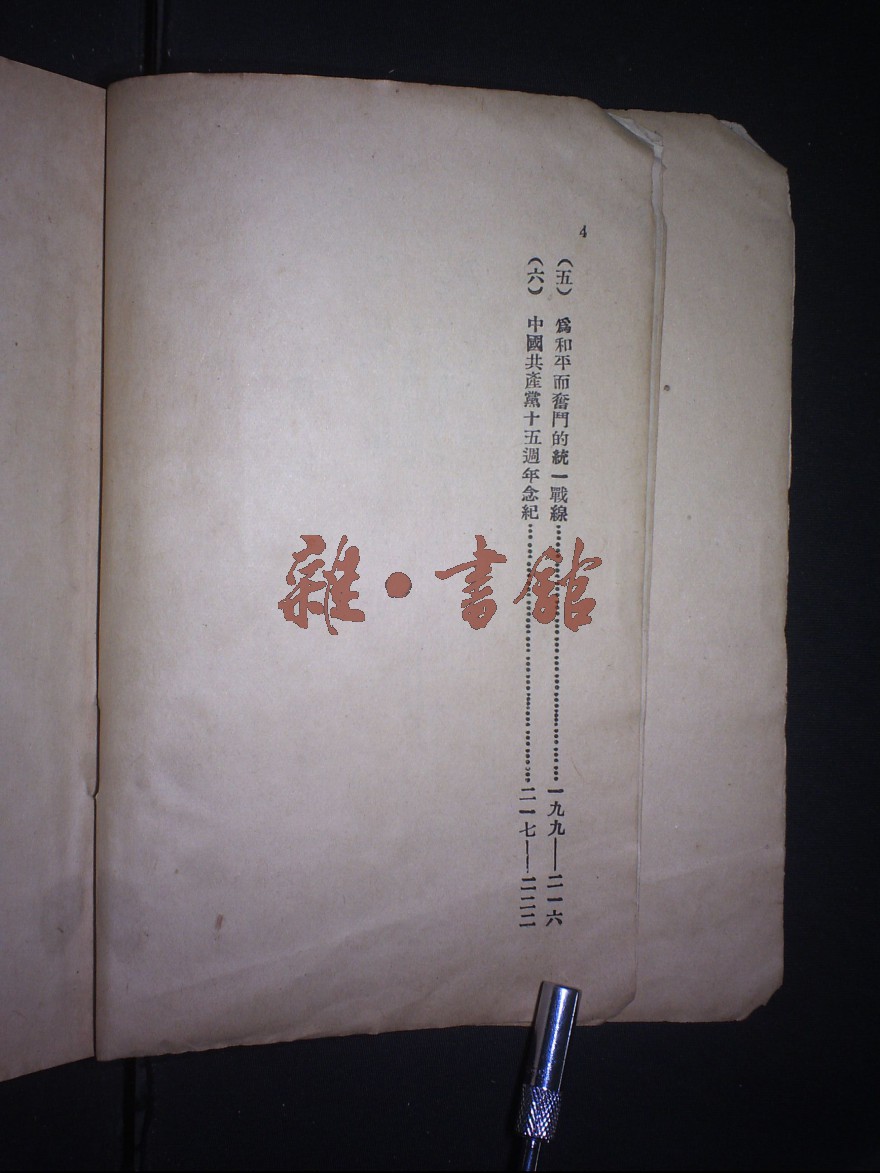 4
(五) 爲和平而奮鬥的統一戰線……一九九——二一六
(六) 中國共產黨十五週年念紀……二一七——二二二
雜·書館